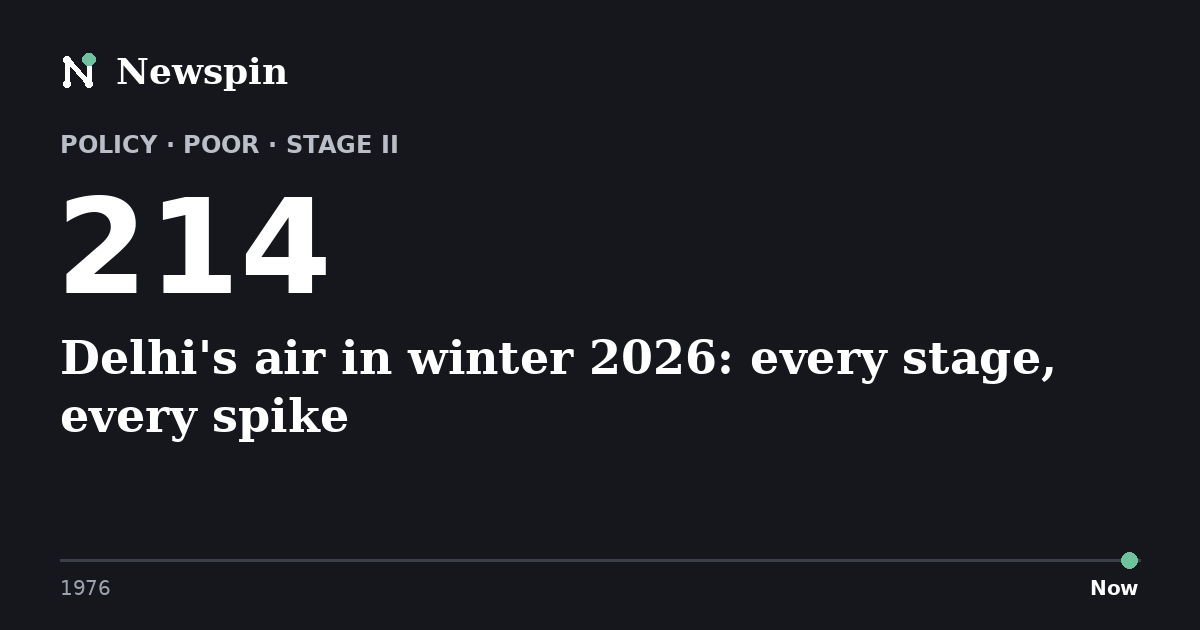 Newspin
POLICY · POOR · STAGE II
214
Delhi's air in winter 2026: every stage,
every spike
1976
Now